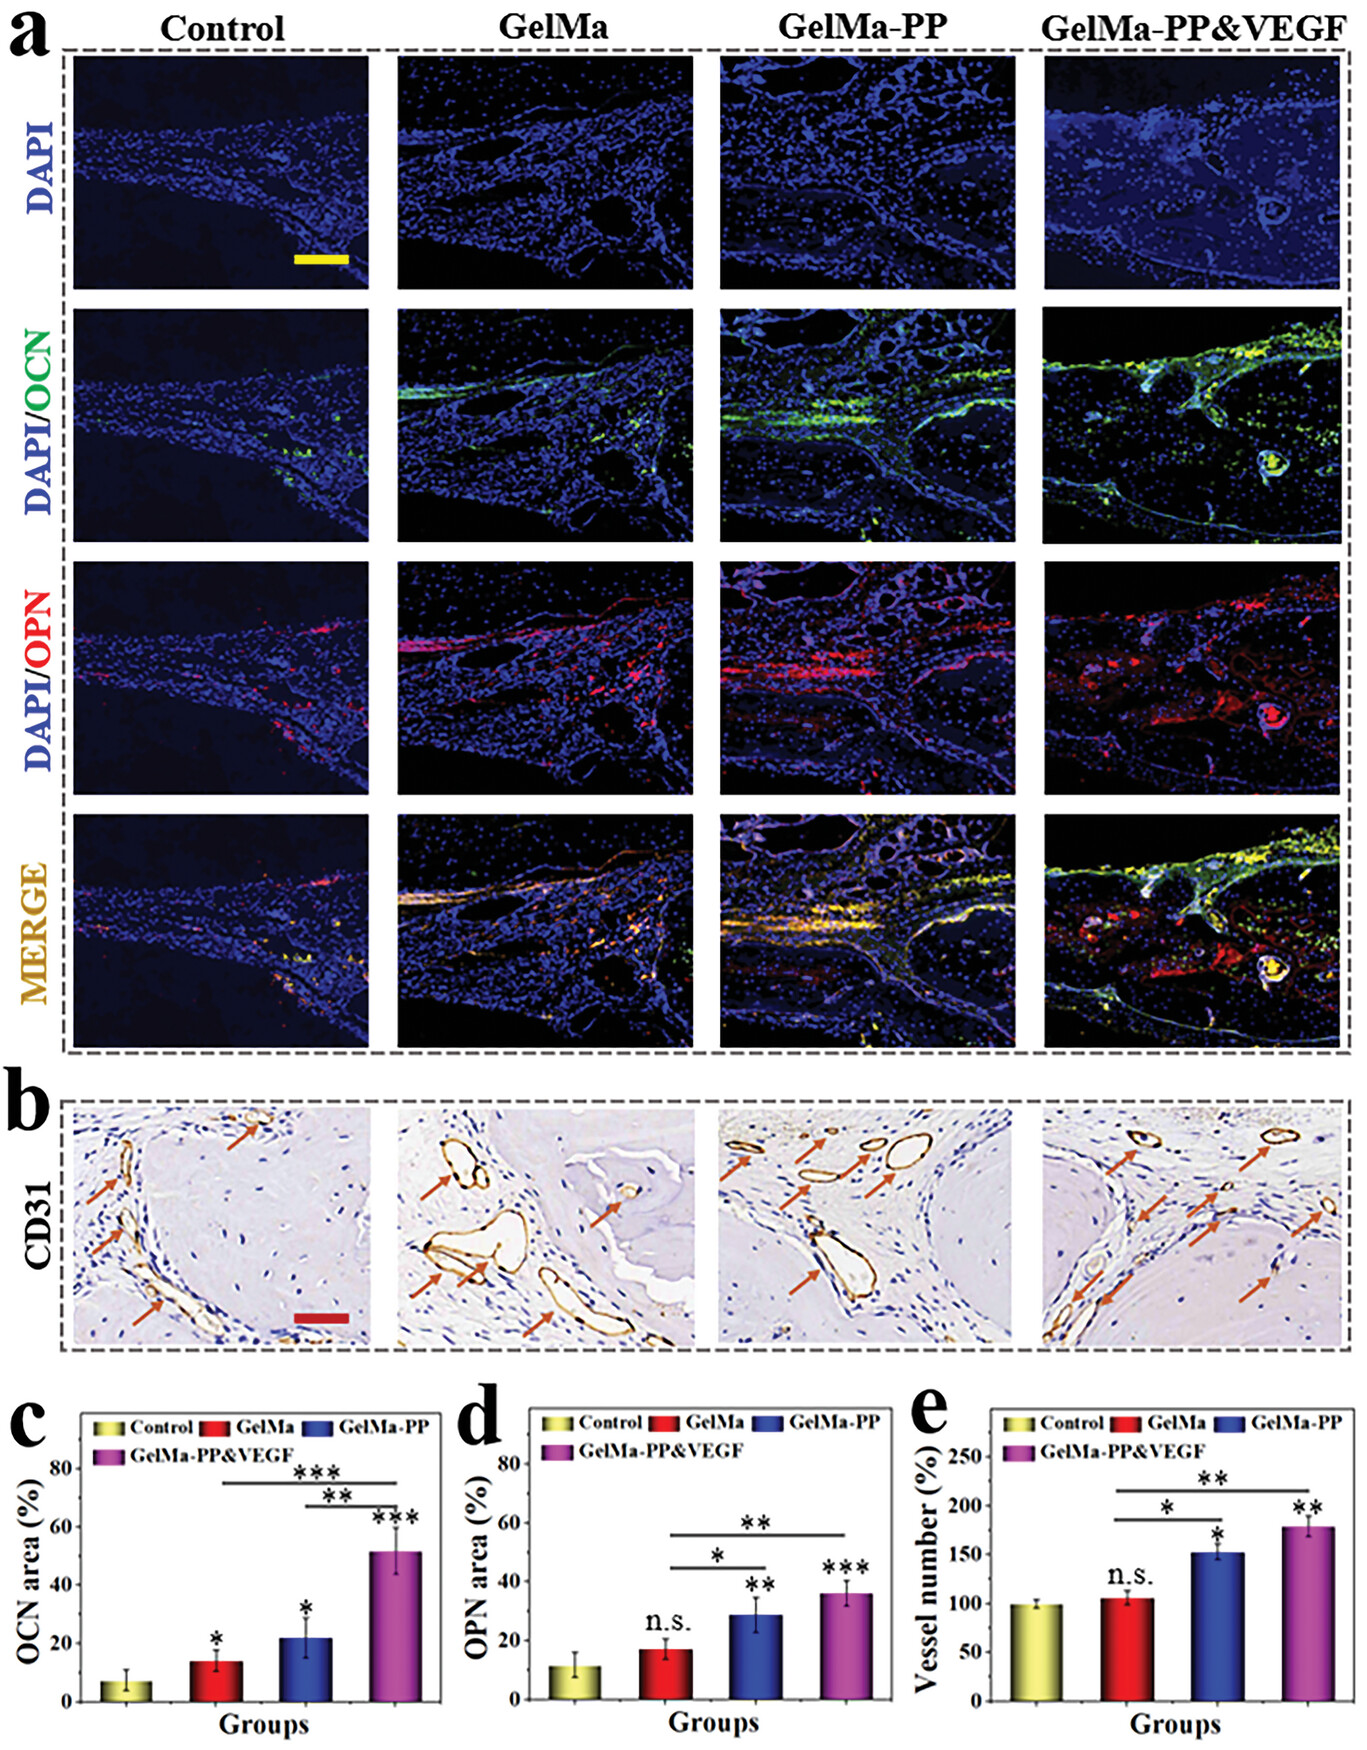 a
Control GelMa GelMa-PP GelMa-PP&VEGF
DAPI
DAPI/OCN
DAPI/OPN
MERGE
b
CD31
c
Control GelMa GelMa-PP
GelMa-PP&VEGF
OCN area (%)
80
60
40
20
0
***
**
***
*
*
Groups
d
Control GelMa GelMa-PP
GelMa-PP&VEGF
OPN area (%)
80
60
40
20
0
**
*
***
**
n.s.
Groups
e
Control GelMa GelMa-PP
GelMa-PP&VEGF
Vessel number (%)
250
200
150
100
50
0
**
*
**
*
n.s.
Groups